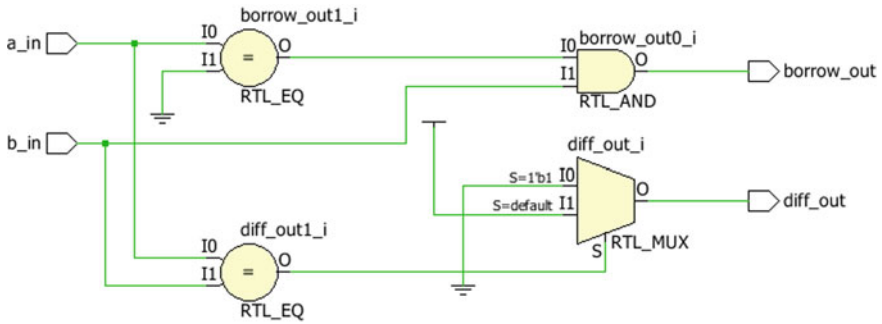 borrow_out1_i
a_in
I0
I1
=
O
RTL_EQ
borrow_out0_i
I0
I1
O
RTL_AND
borrow_out
b_in
diff_out_i
S=1'b1 I0
S=default I1
O
S
RTL_MUX
diff_out
diff_out1_i
I0
I1
=
O
RTL_EQ